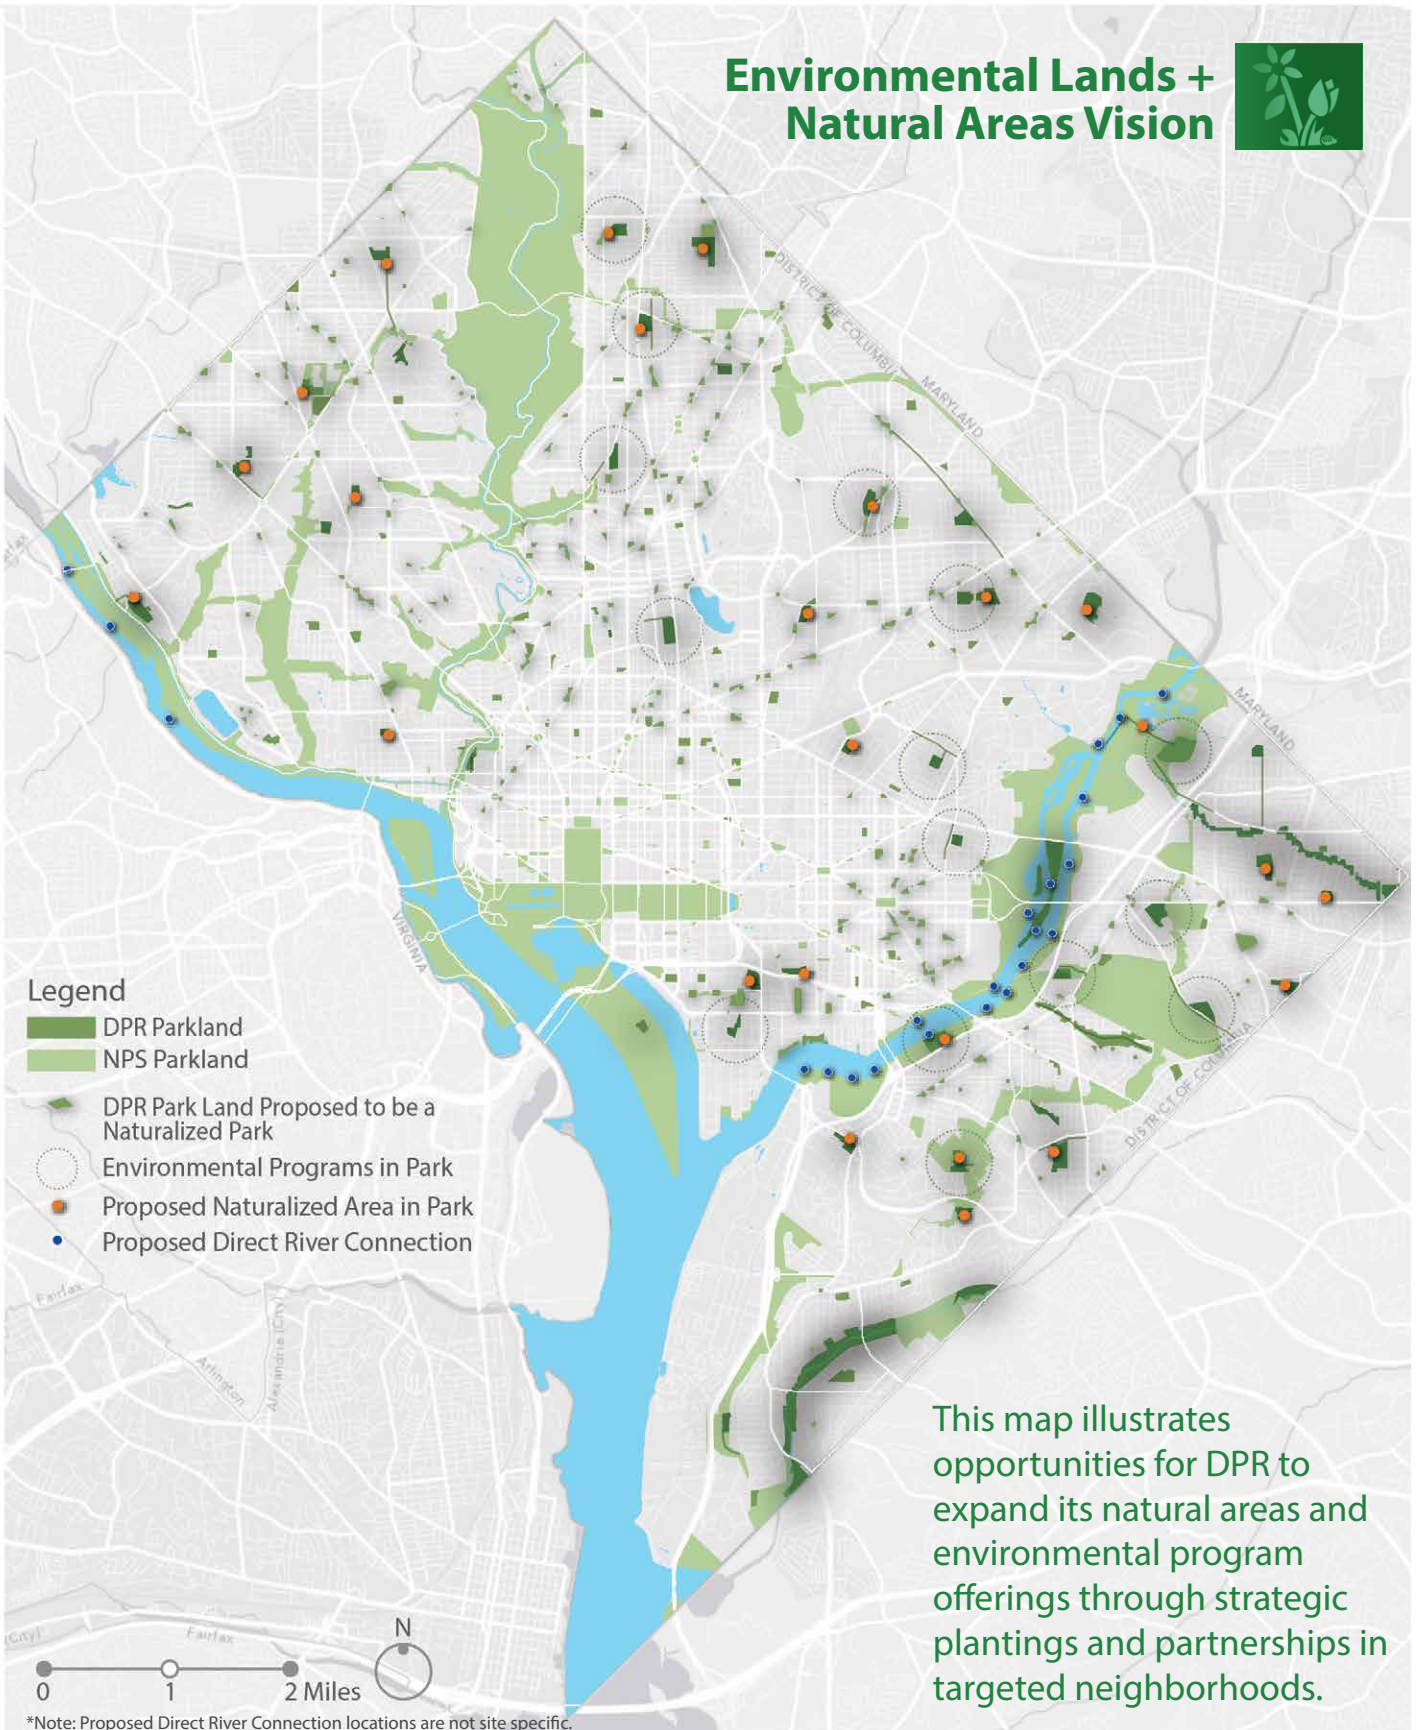 Environmental Lands +
Natural Areas Vision
DISTRICT OF COLUMBIA
MARYLAND
MARYLAND
VIRGINIA
DISTRICT OF COLUMBIA
Legend
DPR Parkland
NPS Parkland
DPR Park Land Proposed to be a
Naturalized Park
Environmental Programs in Park
Proposed Naturalized Area in Park
Proposed Direct River Connection
Fairfax
Alexandria (City)
Arlington
This map illustrates
opportunities for DPR to
expand its natural areas and
environmental program
offerings through strategic
plantings and partnerships in
targeted neighborhoods.
(City)
Fairfax
N
0 1 2 Miles
*Note: Proposed Direct River Connection locations are not site specific.